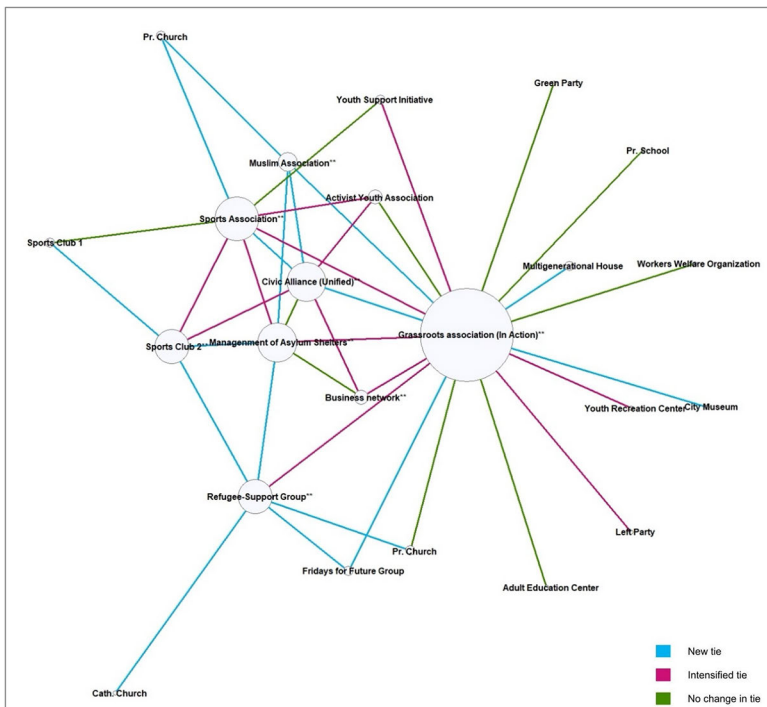 Pr. Church
Green Party
Youth Support Initiative
Pr. School
Muslim Association**
Activist Youth Association
Sports Association**
Sports Club 1
Multigenerational House
Workers Welfare Organization
Civic Alliance (Unified)**
Grassroots association (In Action)**
Sports Club 2
Management of Asylum Shelters**
Business network**
Youth Recreation Center
City Museum
Refugee-Support Group**
Left Party
Pr. Church
Fridays for Future Group
Adult Education Center
Cath. Church
New tie
Intensified tie
No change in tie